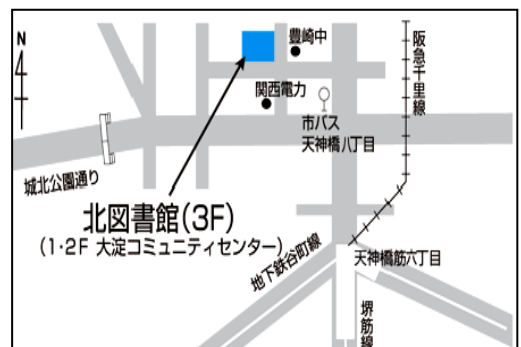 N
豊崎中
阪急千里線
関西電力
市バス
天神橋八丁目
城北公園通り
北図書館(3F)
(1・2F 大淀コミュニティセンター)
地下鉄谷町線
天神橋筋六丁目
堺筋線